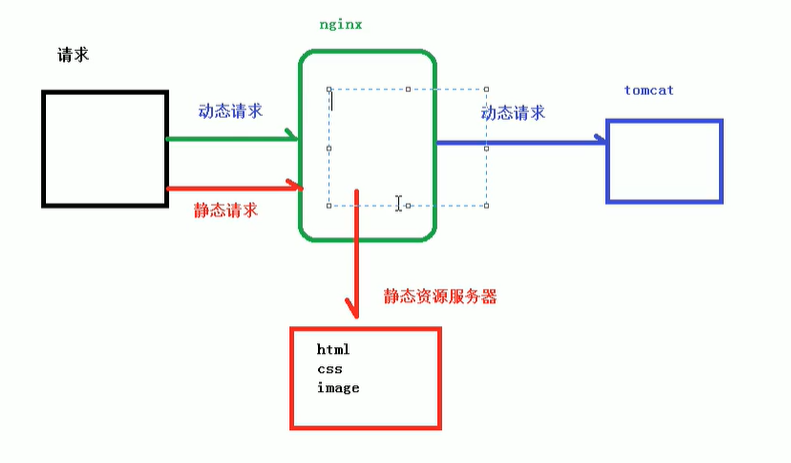 nginx
请求
tomcat
动态请求
动态请求
静态请求
静态资源服务器
html
css
image